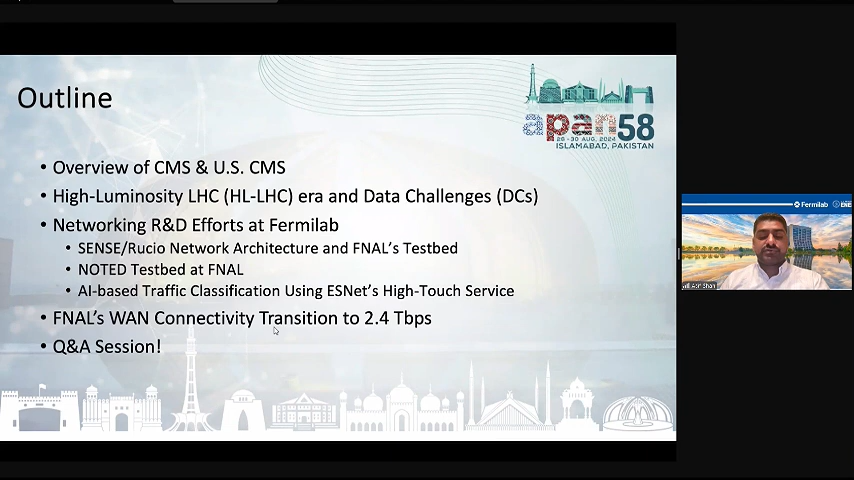 Outline
apan58
26 - 30 AUG, 2024
ISLAMABAD, PAKISTAN
• Overview of CMS & U.S. CMS
• High-Luminosity LHC (HL-LHC) era and Data Challenges (DCs)
• Networking R&D Efforts at Fermilab
• SENSE/Rucio Network Architecture and FNAL's Testbed
• NOTED Testbed at FNAL
• AI-based Traffic Classification Using ESNet's High-Touch Service
• FNAL's WAN Connectivity Transition to 2.4 Tbps
• Q&A Session!
Fermilab